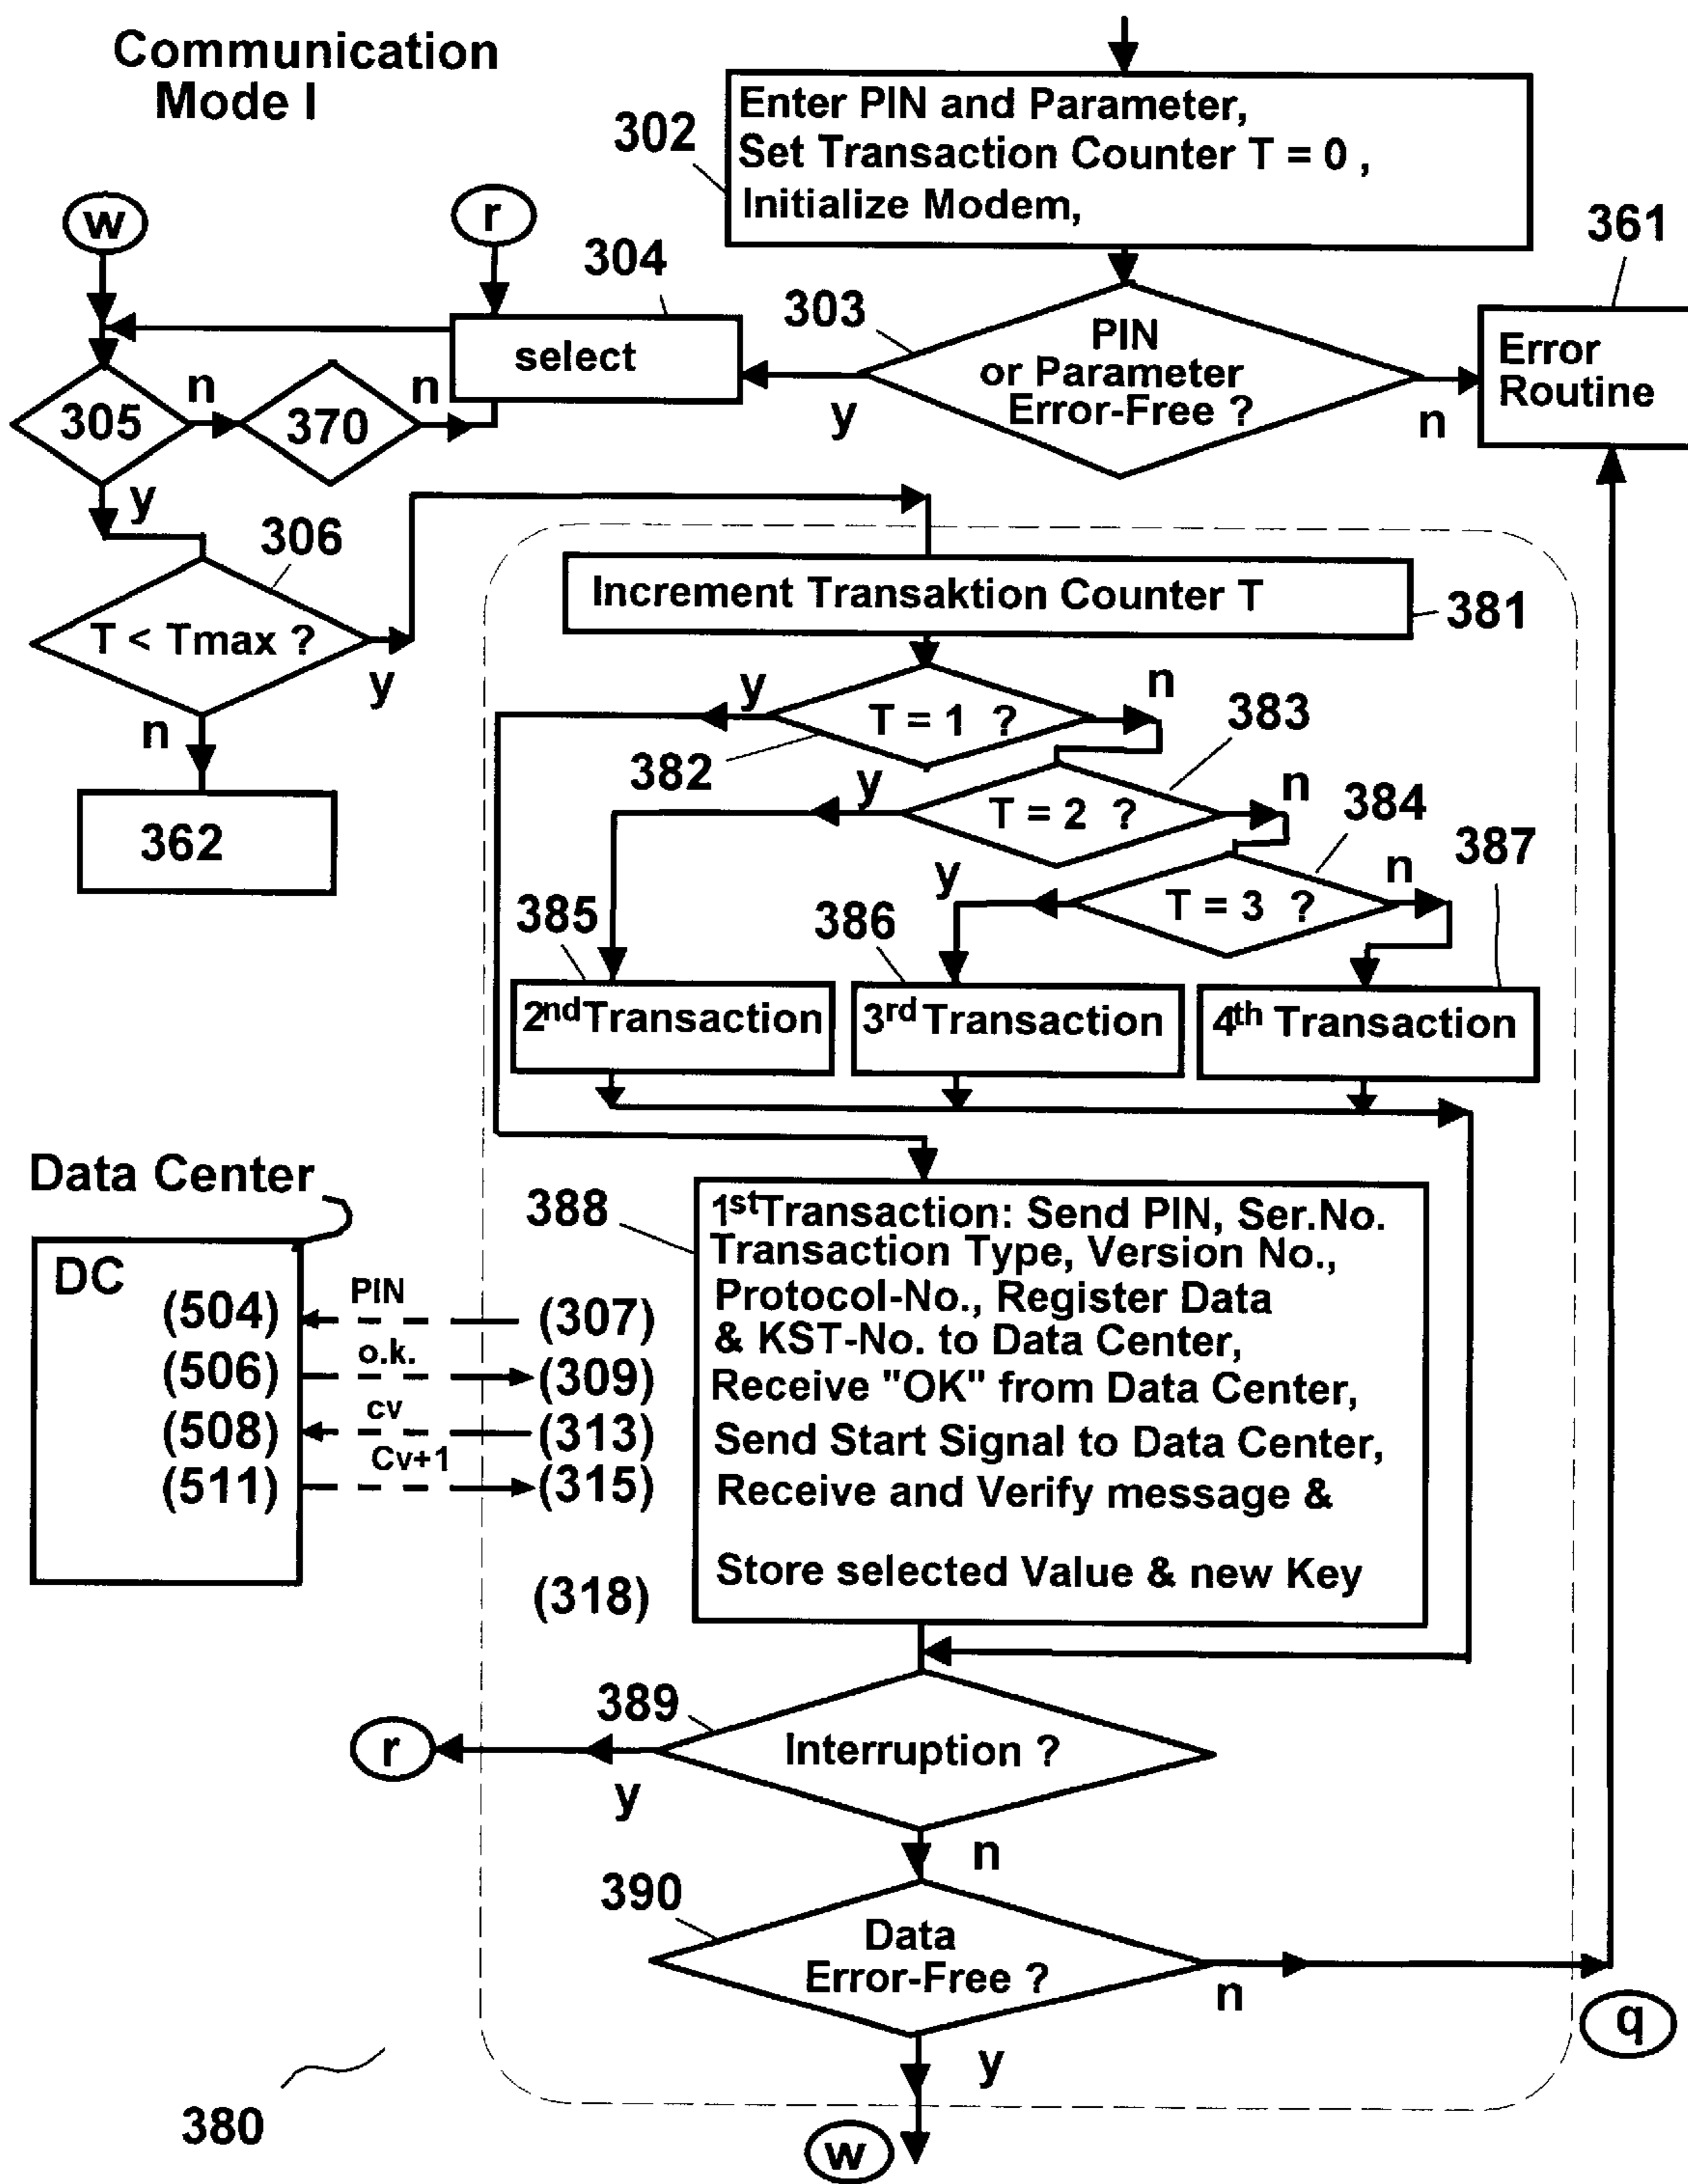 Communication
Mode I
302
Enter PIN and Parameter,
Set Transaction Counter T = 0 ,
Initialize Modem,
w
r
304
select
303
PIN
or Parameter
Error-Free ?
y
n
361
Error
Routine
305
n
370
n
y
306
T < Tmax ?
y
n
362
Increment Transaktion Counter T
381
y
T = 1 ?
n
382
383
y
T = 2 ?
n
384
y
T = 3 ?
n
387
385
386
2nd Transaction
3rd Transaction
4th Transaction
Data Center
DC
(504)
PIN
(307)
(506)
o.k.
(309)
(508)
cv
(313)
(511)
Cv+1
(315)
(318)
388
1st Transaction: Send PIN, Ser.No.
Transaction Type, Version No.,
Protocol-No., Register Data
& KST-No. to Data Center,
Receive "OK" from Data Center,
Send Start Signal to Data Center,
Receive and Verify message &
Store selected Value & new Key
389
r
Interruption ?
y
n
390
Data
Error-Free ?
n
q
y
380
w